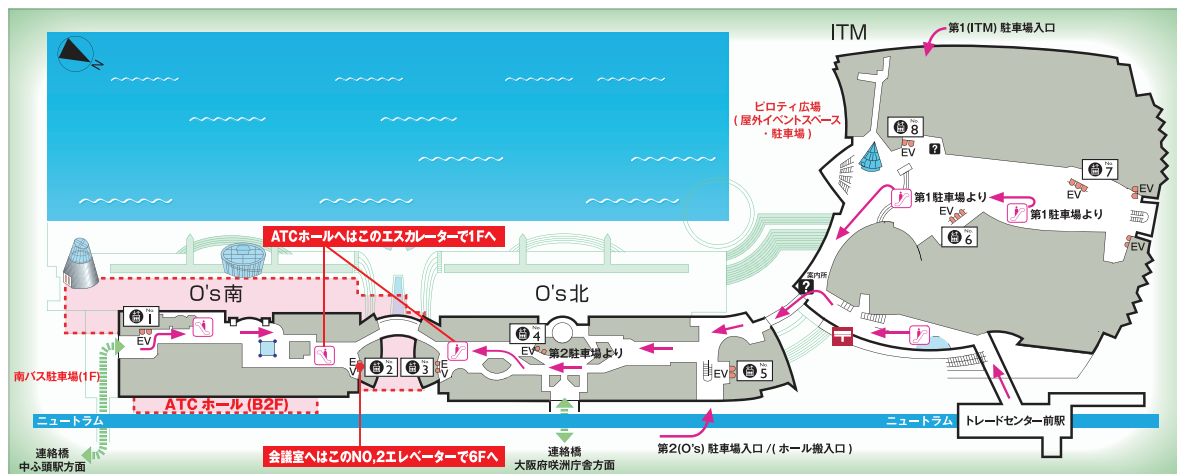 ITM
第1(ITM) 駐車場入口
N
ピロティ広場
( 屋外イベントスペース
・駐車場 )
No.
8
EV
?
No.
7
EV
EV
第1駐車場より
第1駐車場より
EV
No.
6
EV
ATCホールへはこのエスカレーターで1Fへ
O's南
O's北
案内所
?
No.
1
EV
No.
4
EV
第2駐車場より
No.
2
No.
3
EV
EV
No.
5
EV
南バス駐車場(1F)
ATC ホール (B2F)
ニュートラム
ニュートラム
トレードセンター前駅
連絡橋
中ふ頭駅方面
会議室へはこのNO,2エレベーターで6Fへ
連絡橋
大阪府咲洲庁舎方面
第2(O's) 駐車場入口 /( ホール搬入口 )